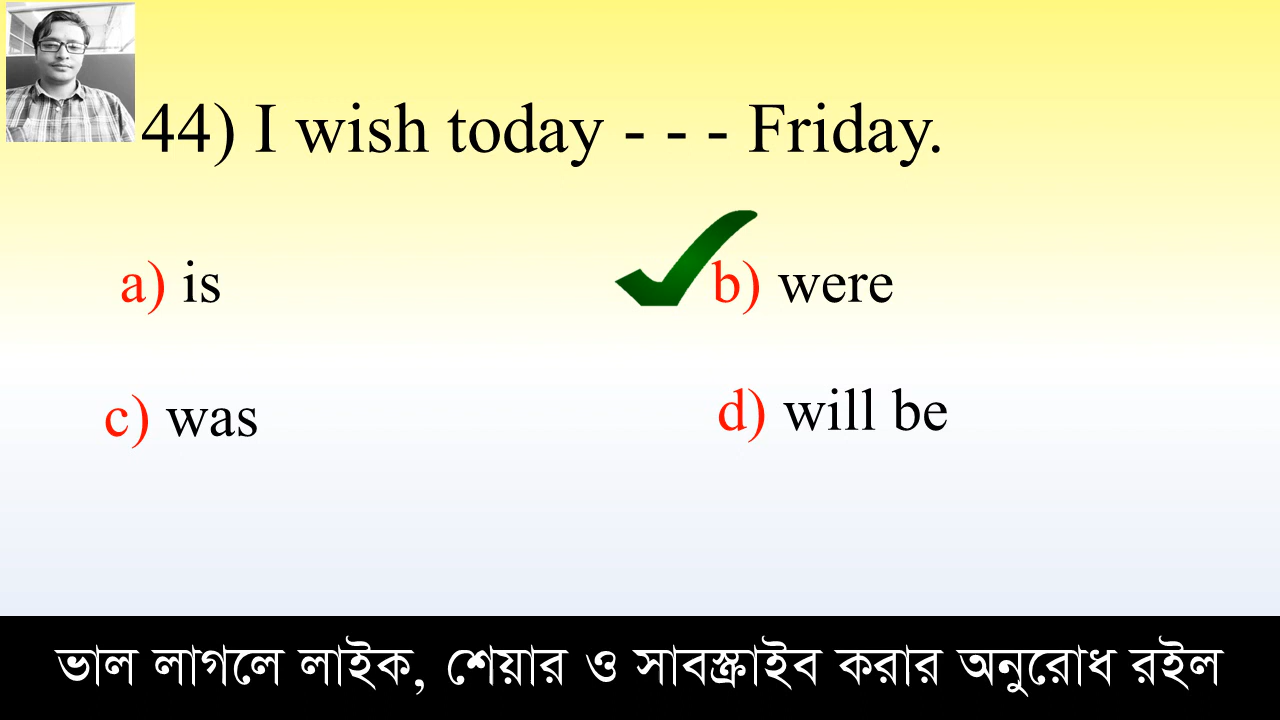 44) I wish today - - - Friday.
a) is
b) were
c) was
d) will be
ভাল লাগলে লাইক, শেয়ার ও সাবস্ক্রাইব করার অনুরোধ রইল